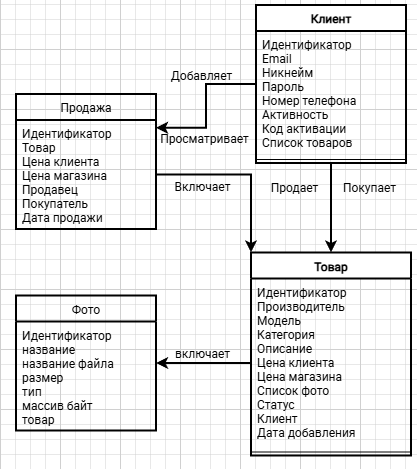 Клиент
Идентификатор
Email
Никнейм
Пароль
Номер телефона
Активность
Код активации
Список товаров
Добавляет
Просматривает
Продажа
Идентификатор
Товар
Цена клиента
Цена магазина
Продавец
Покупатель
Дата продажи
Включает
Продает
Покупает
Товар
Идентификатор
Производитель
Модель
Категория
Описание
Цена клиента
Цена магазина
Список фото
Статус
Клиент
Дата добавления
включает
Фото
Идентификатор
название
название файла
размер
тип
массив байт
товар